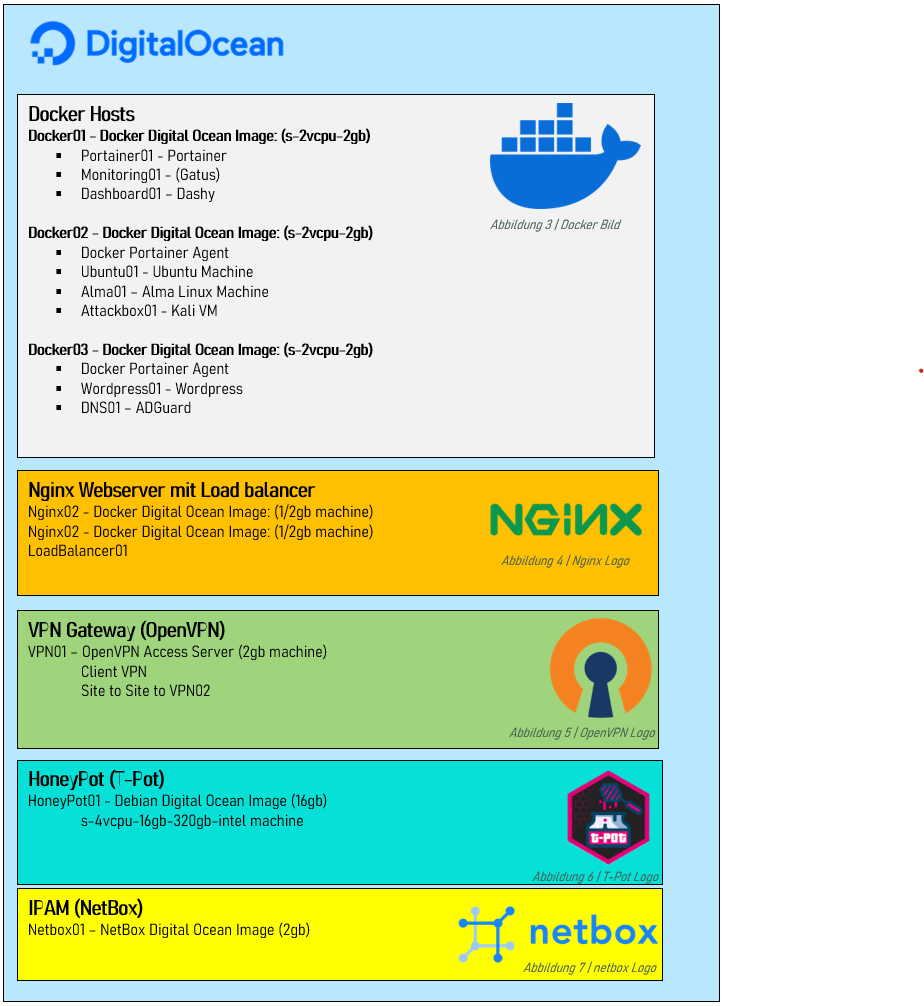 DigitalOcean
Docker Hosts
Docker01 - Docker Digital Ocean Image: (s-2vcpu-2gb)
▪ Portainer01 - Portainer
▪ Monitoring01 - (Gatus)
▪ Dashboard01 – Dashy
Abbildung 3 | Docker Bild
Docker02 – Docker Digital Ocean Image: (s-2vcpu-2gb)
▪ Docker Portainer Agent
▪ Ubuntu01 - Ubuntu Machine
▪ Alma01 – Alma Linux Machine
▪ Attackbox01 - Kali VM
Docker03 – Docker Digital Ocean Image: (s-2vcpu-2gb)
▪ Docker Portainer Agent
▪ Wordpress01 - Wordpress
▪ DNS01 – ADGuard
Nginx Webserver mit Load balancer
Nginx02 - Docker Digital Ocean Image: (1/2gb machine)
Nginx02 - Docker Digital Ocean Image: (1/2gb machine)
LoadBalancer01
NGiNX
Abbildung 4 | Nginx Logo
VPN Gateway (OpenVPN)
VPN01 – OpenVPN Access Server (2gb machine)
Client VPN
Site to Site to VPN02
Abbildung 5 | OpenVPN Logo
HoneyPot (T-Pot)
HoneyPot01 - Debian Digital Ocean Image (16gb)
s-4vcpu-16gb-320gb-intel machine
T-POT
Abbildung 6 | T-Pot Logo
IPAM (NetBox)
Netbox01 – NetBox Digital Ocean Image (2gb)
netbox
Abbildung 7 | netbox Logo